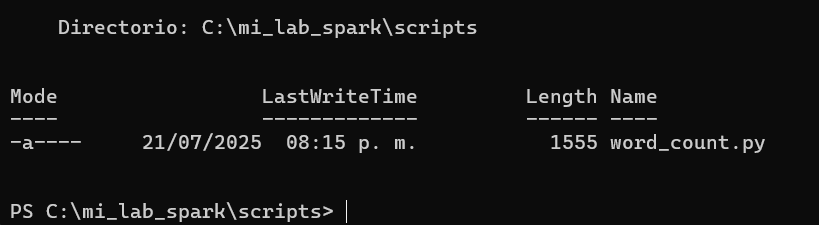 Directorio: C:\mi_lab_spark\scripts
Mode                 LastWriteTime         Length Name
----                 -------------         ------ ----
-a----     21/07/2025  08:15 p. m.           1555 word_count.py
PS C:\mi_lab_spark\scripts>